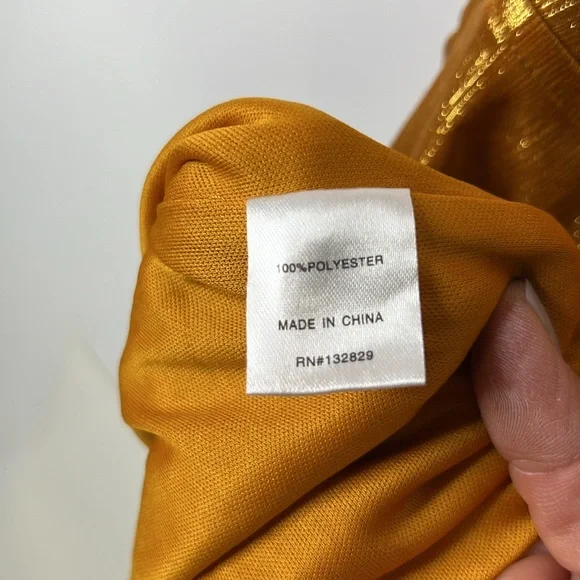 100%POLYESTER
MADE IN CHINA
RN#132829